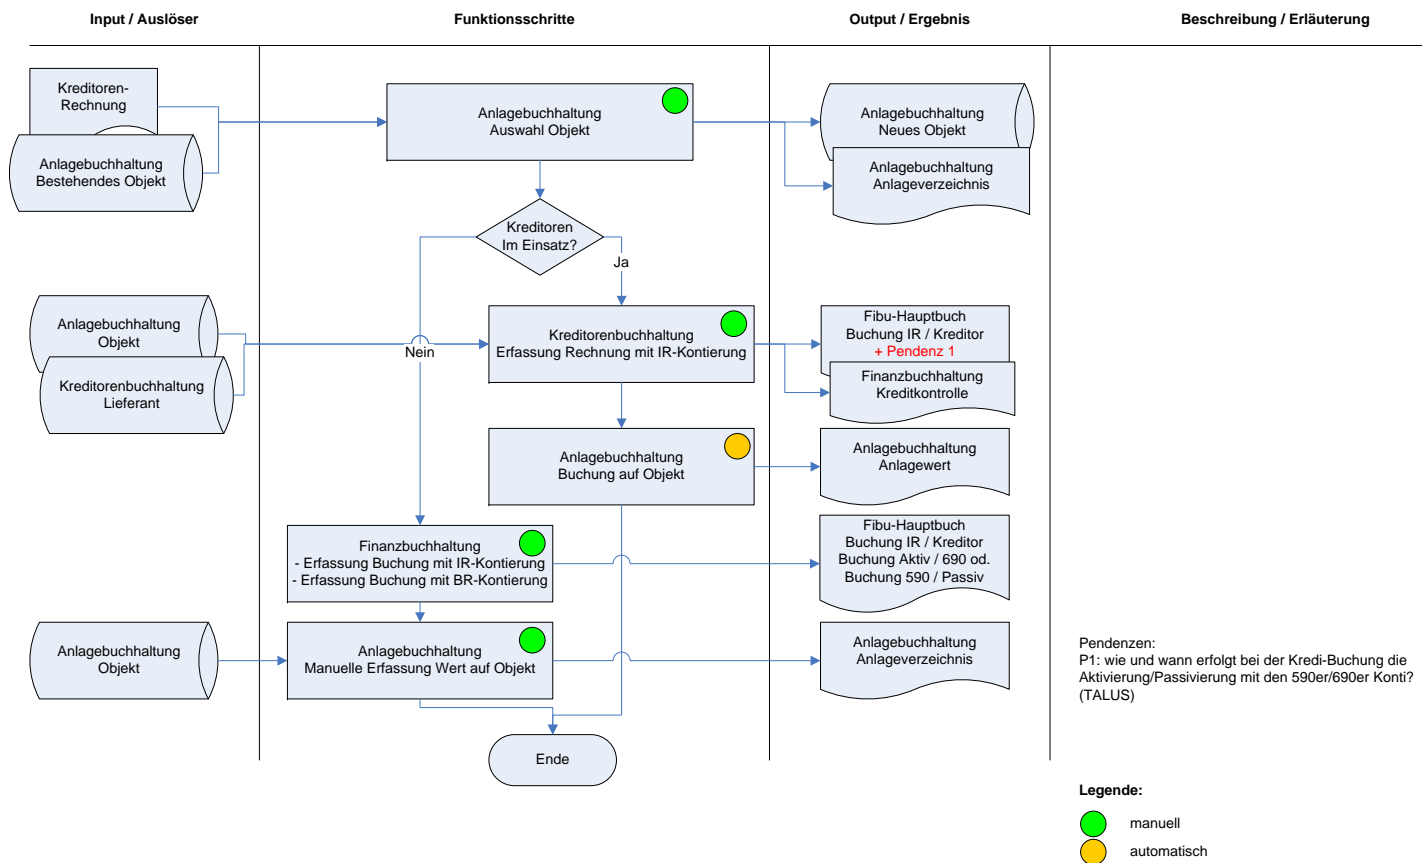 Input / Auslöser
Funktionsschritte
Output / Ergebnis
Beschreibung / Erläuterung
Kreditoren-
Rechnung
Anlagebuchhaltung
Bestehendes Objekt
Anlagebuchhaltung
Auswahl Objekt
Anlagebuchhaltung
Neues Objekt
Anlagebuchhaltung
Anlageverzeichnis
Kreditoren
Im Einsatz?
Ja
Nein
Anlagebuchhaltung
Objekt
Kreditorenbuchhaltung
Lieferant
Kreditorenbuchhaltung
Erfassung Rechnung mit IR-Kontierung
Fibu-Hauptbuch
Buchung IR / Kreditor
+ Pendenz 1
Finanzbuchhaltung
Kreditkontrolle
Anlagebuchhaltung
Buchung auf Objekt
Anlagebuchhaltung
Anlagewert
Finanzbuchhaltung
- Erfassung Buchung mit IR-Kontierung
- Erfassung Buchung mit BR-Kontierung
Fibu-Hauptbuch
Buchung IR / Kreditor
Buchung Aktiv / 690 od.
Buchung 590 / Passiv
Anlagebuchhaltung
Objekt
Anlagebuchhaltung
Manuelle Erfassung Wert auf Objekt
Anlagebuchhaltung
Anlageverzeichnis
Pendenzen:
P1: wie und wann erfolgt bei der Kredi-Buchung die
Aktivierung/Passivierung mit den 590er/690er Konti?
(TALUS)
Ende
Legende:
manuell
automatisch